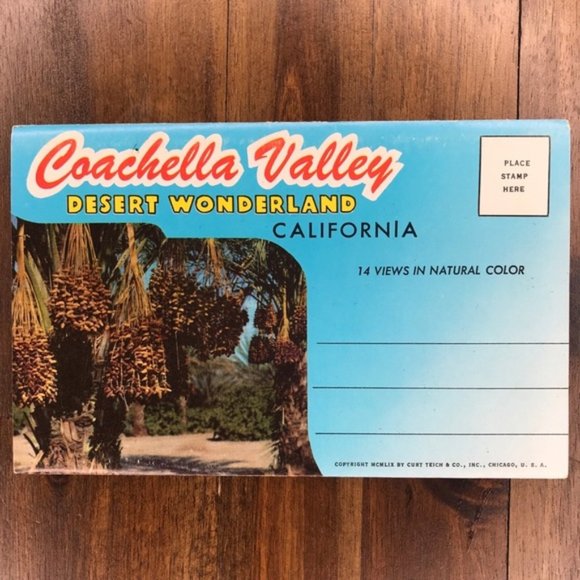 Coachella Valley
DESERT WONDERLAND
CALIFORNIA
PLACE
STAMP
HERE
14 VIEWS IN NATURAL COLOR
COPYRIGHT MCMLIX BY CURT TEICH & CO., INC., CHICAGO, U. S. A.